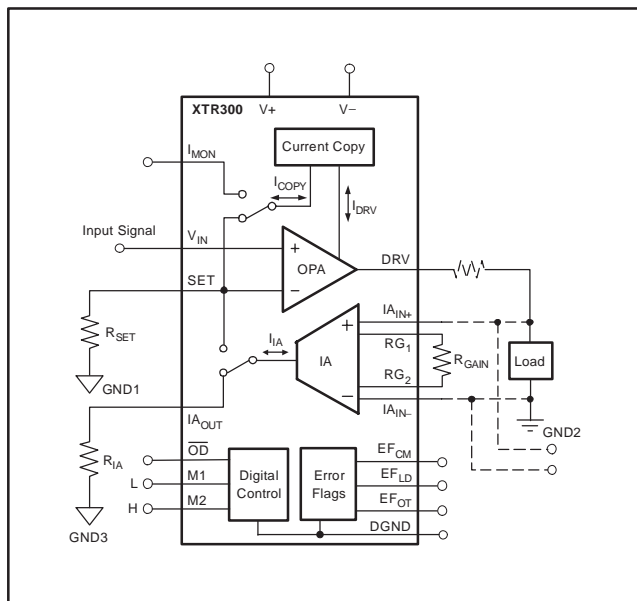 V+
V−
XTR300
I_MON
Current Copy
I_COPY
I_DRV
Input Signal
V_IN
+
OPA
DRV
SET
−
IA_IN+
R_SET
+
RG_1
I_IA
IA
R_GAIN
Load
GND1
RG_2
−
IA_OUT
IA_IN−
GND2
OD
EF_CM
R_IA
L
M1
Digital
Control
Error
Flags
EF_LD
H
M2
EF_OT
GND3
DGND